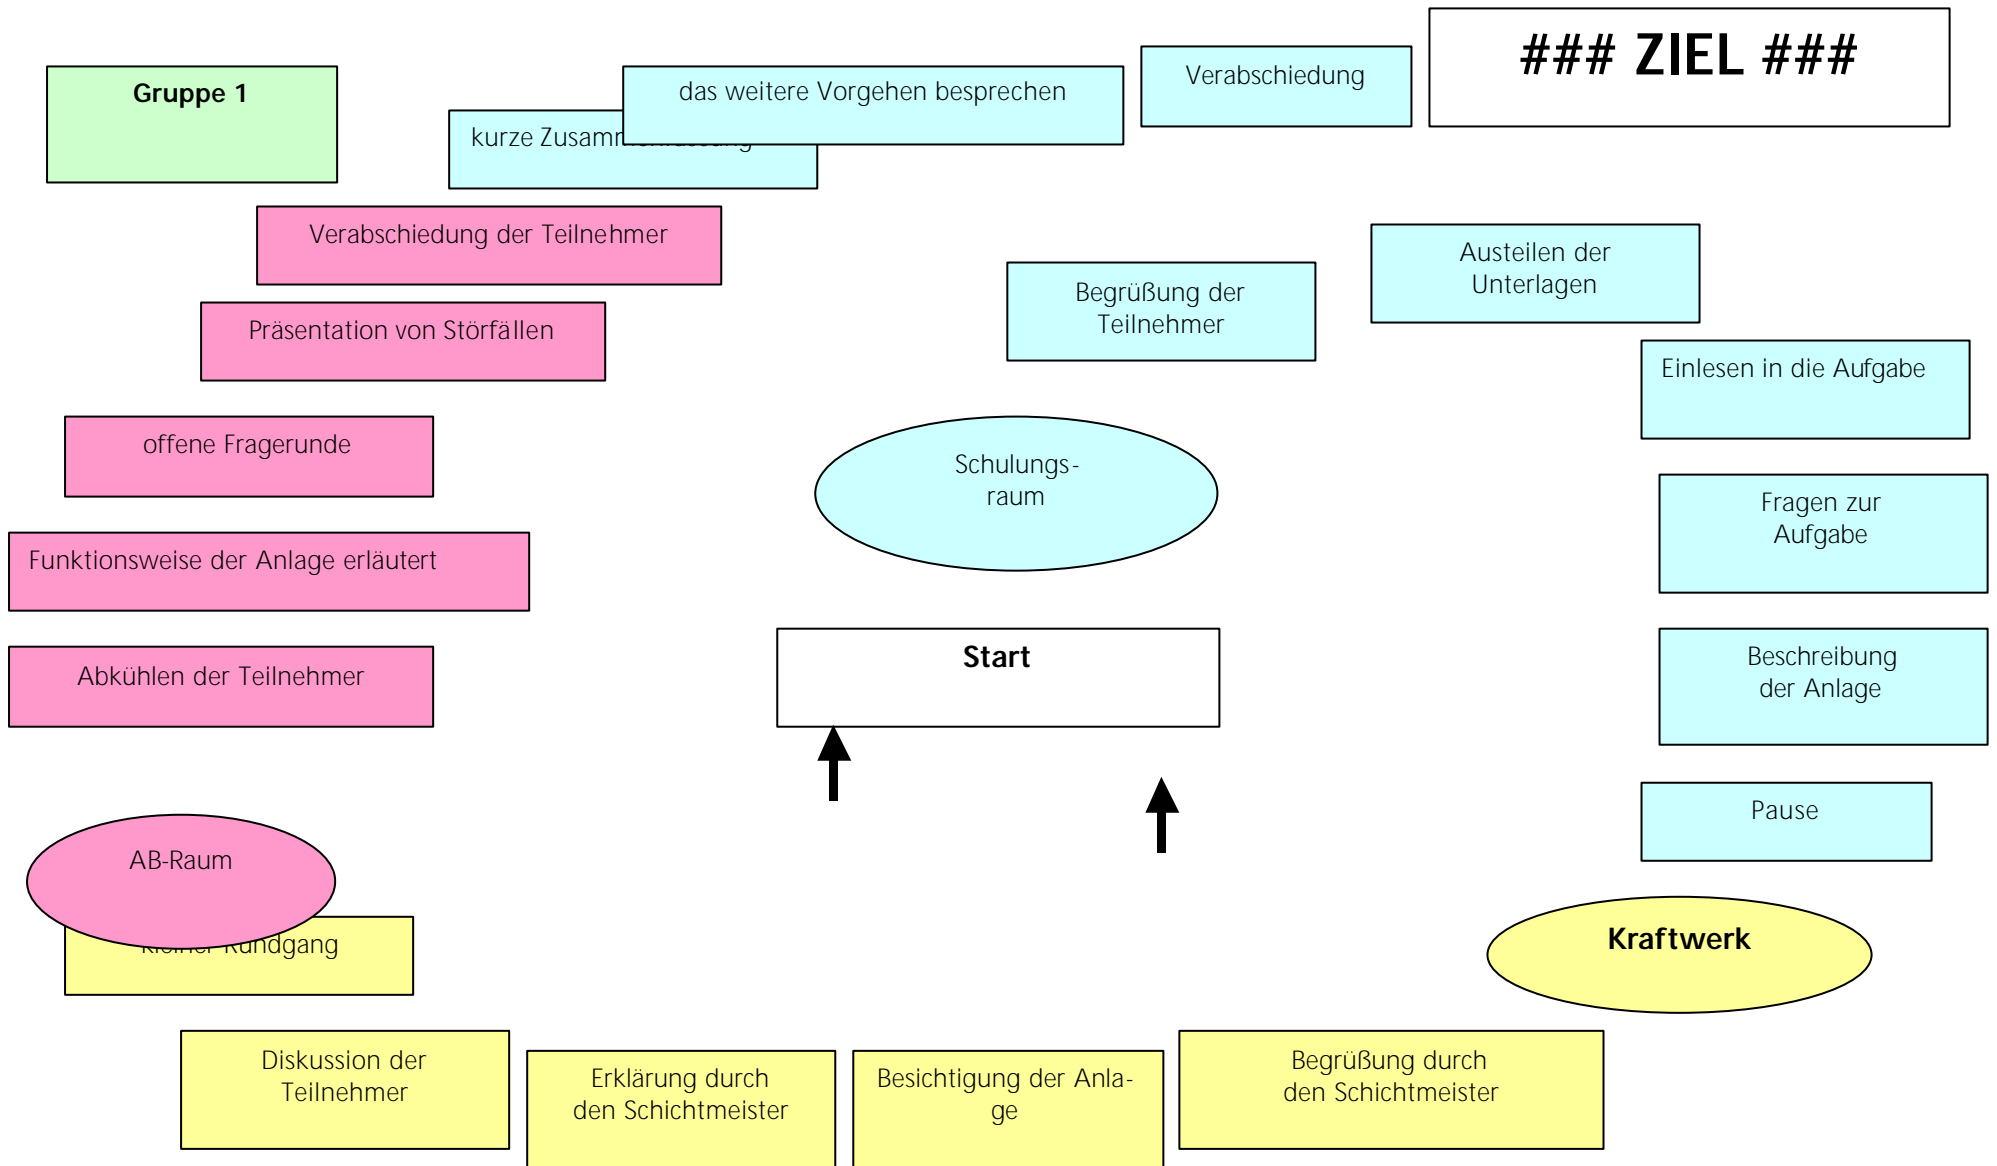 ### ZIEL ###
Gruppe 1
das weitere Vorgehen besprechen
Verabschiedung
kurze
Verabschiedung der Teilnehmer
Austeilen der
Unterlagen
Begrüßung der
Teilnehmer
Präsentation von Störfällen
Einlesen in die Aufgabe
offene Fragerunde
Schulungs-
raum
Fragen zur
Aufgabe
Funktionsweise der Anlage erläutert
Start
Beschreibung
der Anlage
Abkühlen der Teilnehmer
Pause
AB-Raum
Kraftwerk
kleiner Rundgang
Diskussion der
Teilnehmer
Erklärung durch
den Schichtmeister
Besichtigung der Anla-
ge
Begrüßung durch
den Schichtmeister